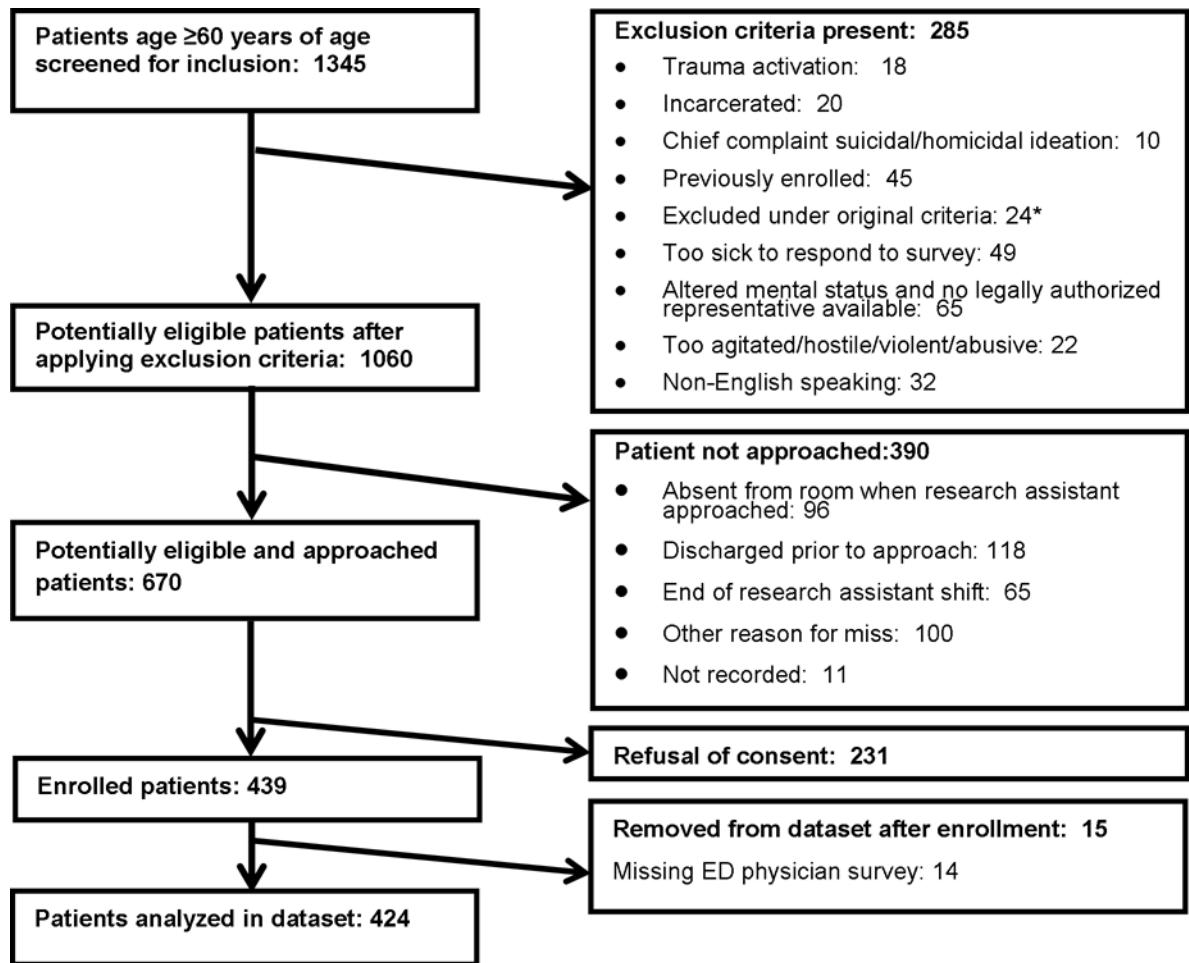 Patients age ≥60 years of age
screened for inclusion: 1345
Exclusion criteria present: 285
• Trauma activation: 18
• Incarcerated: 20
• Chief complaint suicidal/homicidal ideation: 10
• Previously enrolled: 45
• Excluded under original criteria: 24*
• Too sick to respond to survey: 49
• Altered mental status and no legally authorized
representative available: 65
• Too agitated/hostile/violent/abusive: 22
• Non-English speaking: 32
Potentially eligible patients after
applying exclusion criteria: 1060
Patient not approached:390
• Absent from room when research assistant
approached: 96
• Discharged prior to approach: 118
• End of research assistant shift: 65
• Other reason for miss: 100
• Not recorded: 11
Potentially eligible and approached
patients: 670
Refusal of consent: 231
Enrolled patients: 439
Removed from dataset after enrollment: 15
Missing ED physician survey: 14
Patients analyzed in dataset: 424